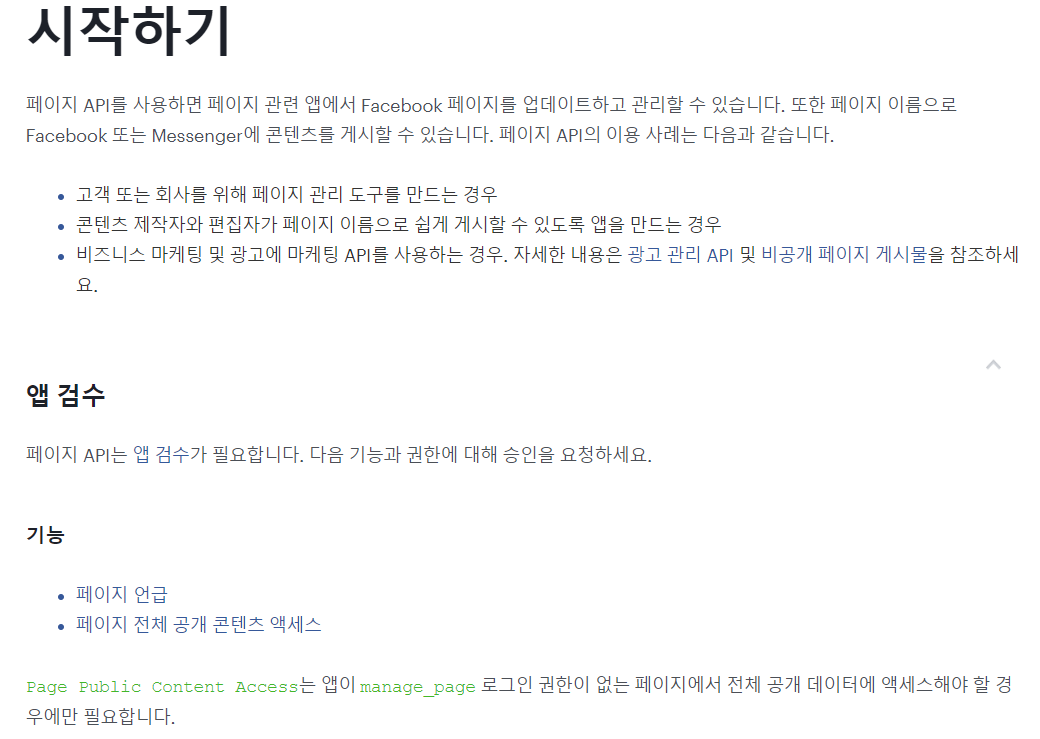 시작하기
페이지 API를 사용하면 페이지 관련 앱에서 Facebook 페이지를 업데이트하고 관리할 수 있습니다. 또한 페이지 이름으로
Facebook 또는 Messenger에 콘텐츠를 게시할 수 있습니다. 페이지 API의 이용 사례는 다음과 같습니다.
• 고객 또는 회사를 위해 페이지 관리 도구를 만드는 경우
• 콘텐츠 제작자와 편집자가 페이지 이름으로 쉽게 게시할 수 있도록 앱을 만드는 경우
• 비즈니스 마케팅 및 광고에 마케팅 API를 사용하는 경우. 자세한 내용은 광고 관리 API 및 비공개 페이지 게시물을 참조하세
요.
앱 검수
페이지 API는 앱 검수가 필요합니다. 다음 기능과 권한에 대해 승인을 요청하세요.
기능
• 페이지 언급
• 페이지 전체 공개 콘텐츠 액세스
Page Public Content Access는 앱이 manage_page 로그인 권한이 없는 페이지에서 전체 공개 데이터에 액세스해야 할 경
우에만 필요합니다.